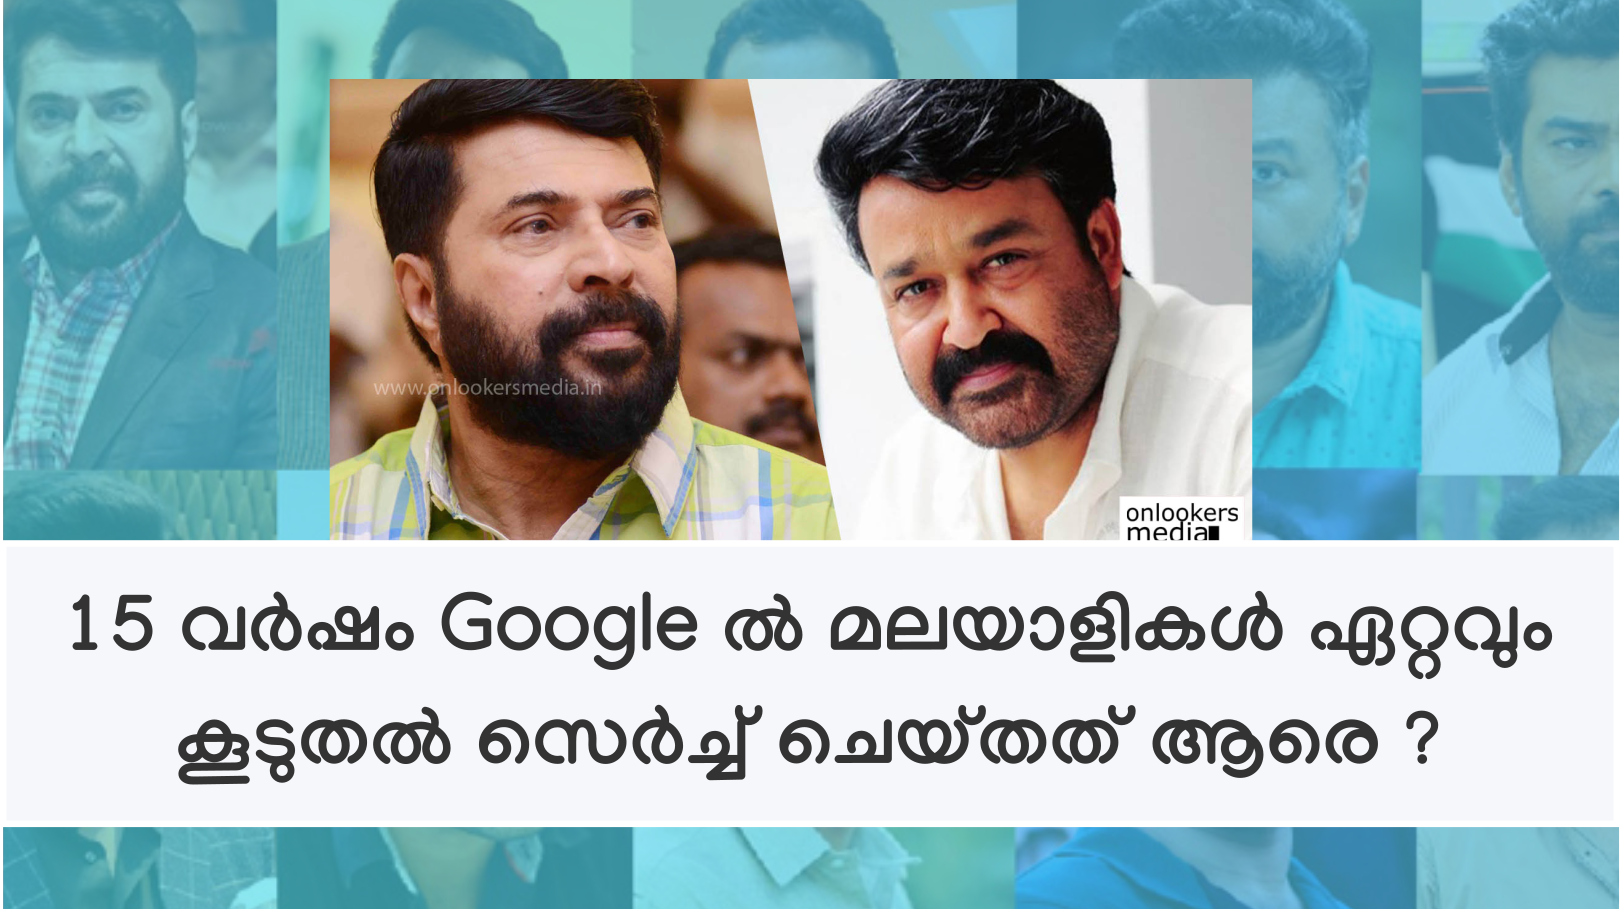 www.onlookersmedia.in
onlookers
media
15 വർഷം Google ൽ മലയാളികൾ ഏറ്റവും
കൂടുതൽ സെർച്ച് ചെയ്തത് ആരെ ?